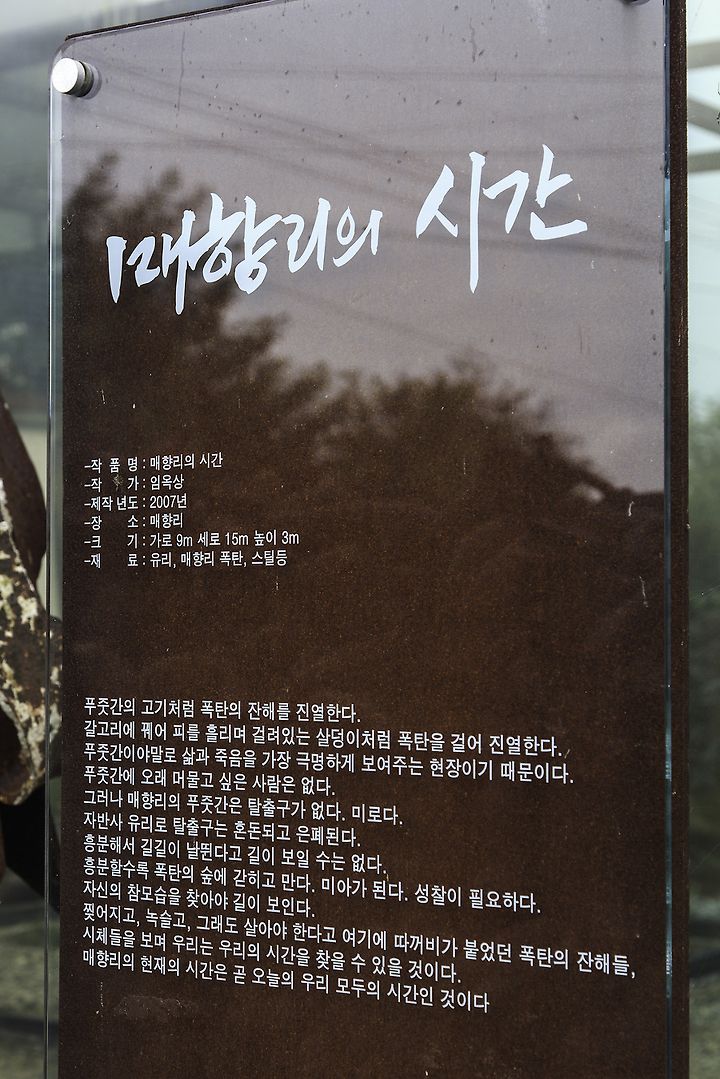 매향리의 시간
-작 품 명 : 매향리의 시간
-작 가 : 임옥상
-제작 년도 : 2007년
-장 소 : 매향리
-크 기 : 가로 9m 세로 15m 높이 3m
-재 료 : 유리, 매향리 폭탄, 스틸등
푸줏간의 고기처럼 폭탄의 잔해를 진열한다.
갈고리에 꿰어 피를 흘리며 걸려있는 살덩이처럼 폭탄을 걸어 진열한다.
푸줏간이야말로 삶과 죽음을 가장 극명하게 보여주는 현장이기 때문이다.
푸줏간에 오래 머물고 싶은 사람은 없다.
그러나 매향리의 푸줏간은 탈출구가 없다. 미로다.
자반사 유리로 탈출구는 혼돈되고 은폐된다.
흥분해서 길길이 날뛴다고 길이 보일 수는 없다.
흥분할수록 폭탄의 숲에 갇히고 만다. 미아가 된다. 성찰이 필요하다.
자신의 참모습을 찾아야 길이 보인다.
찢어지고, 녹슬고, 그래도 살아야 한다고 여기에 따꺼비가 붙었던 폭탄의 잔해들,
시체들을 보며 우리는 우리의 시간을 찾을 수 있을 것이다.
매향리의 현재의 시간은 곧 오늘의 우리 모두의 시간인 것이다